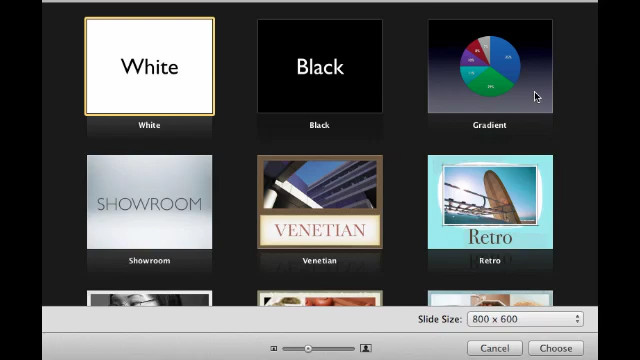 White
Black
White
Black
Gradient
SHOWROOM
VENETIAN
Retro
Showroom
Venetian
Retro
Slide Size: 800 x 600
Cancel
Choose